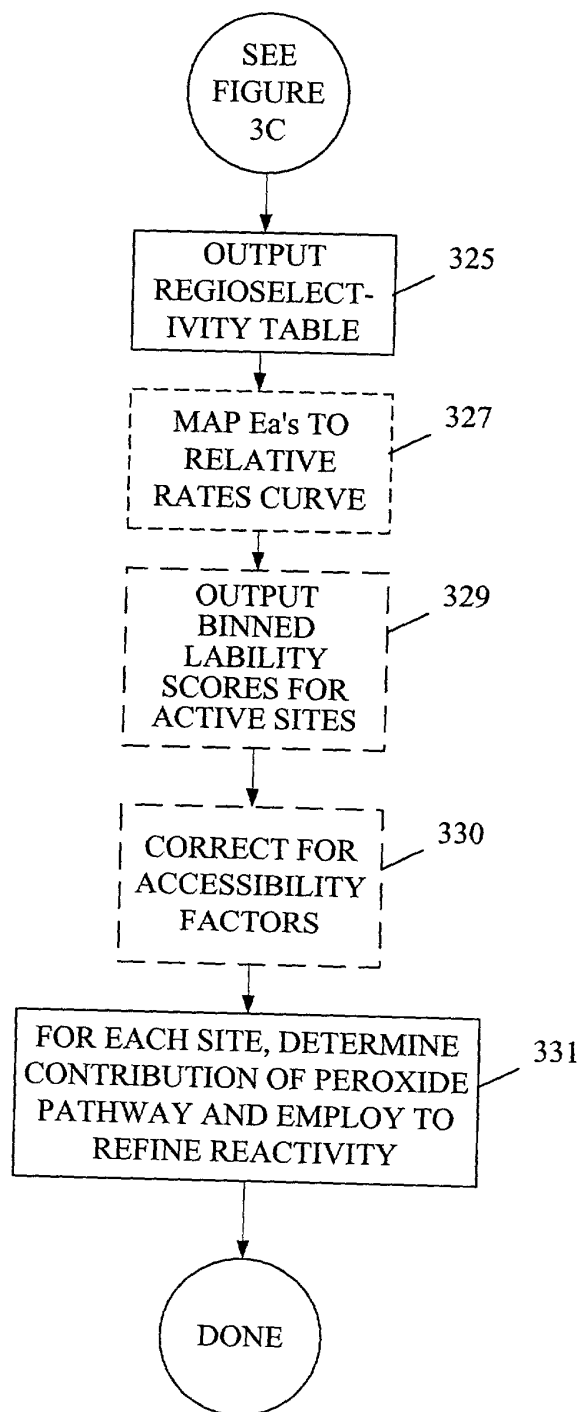 SEE
FIGURE
3C
OUTPUT
REGIOSELECT-
IVITY TABLE
325
MAP Ea's TO
RELATIVE
RATES CURVE
327
OUTPUT
BINNED
LABILITY
SCORES FOR
ACTIVE SITES
329
CORRECT FOR
ACCESSIBILITY
FACTORS
330
FOR EACH SITE, DETERMINE
CONTRIBUTION OF PEROXIDE
PATHWAY AND EMPLOY TO
REFINE REACTIVITY
331
DONE